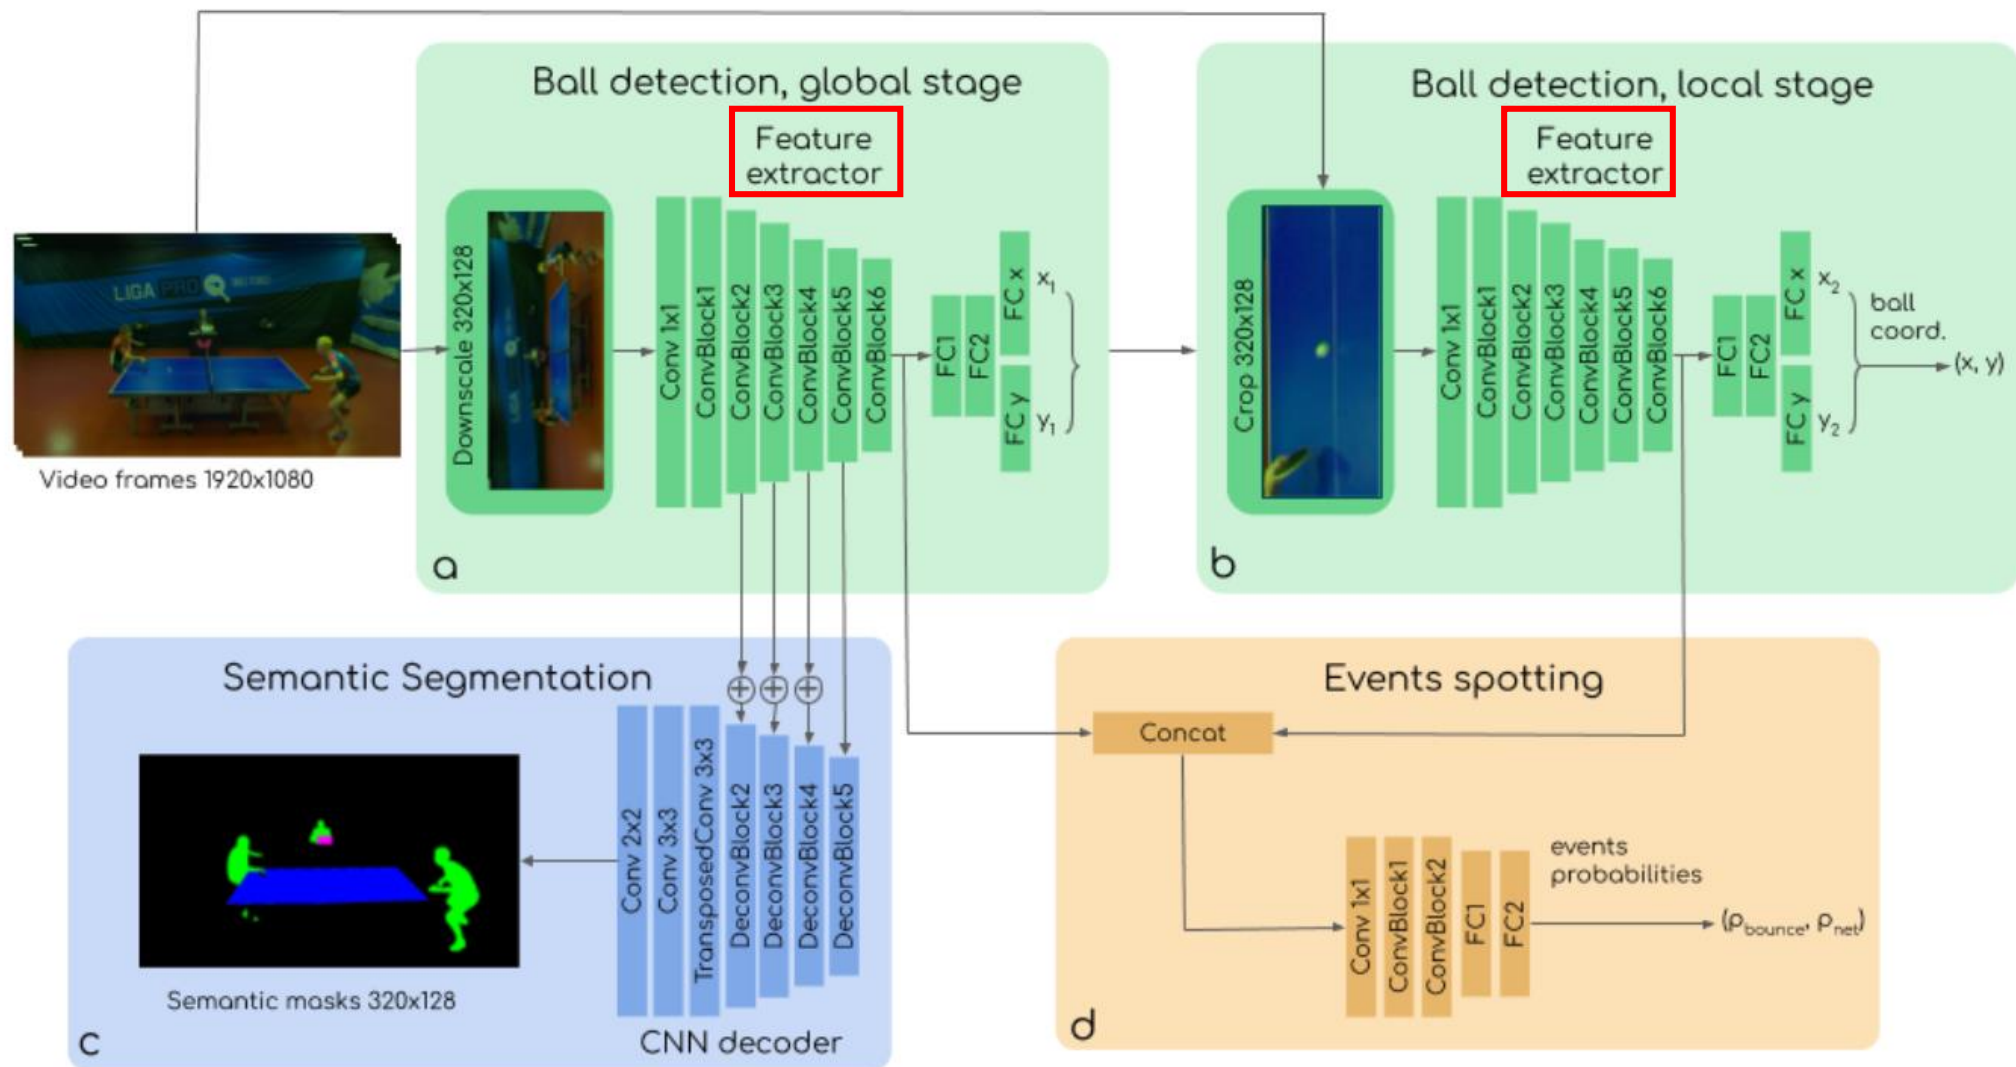 Ball detection, global stage
Feature
extractor
Downscale 320x128
Conv 1x1
ConvBlock1
ConvBlock2
ConvBlock3
ConvBlock4
ConvBlock5
ConvBlock6
FC1
FC2
FC x
FC y
x₁
y₁
a
Ball detection, local stage
Feature
extractor
Crop 320x128
Conv 1x1
ConvBlock1
ConvBlock2
ConvBlock3
ConvBlock4
ConvBlock5
ConvBlock6
FC1
FC2
FC x
FC y
x₂
y₂
ball
coord.
(x, y)
b
LIGA PRO
Video frames 1920x1080
Semantic Segmentation
Conv 2x2
Conv 3x3
TransposedConv 3x3
DeconvBlock2
DeconvBlock3
DeconvBlock4
DeconvBlock5
Semantic masks 320x128
CNN decoder
c
Events spotting
Concat
Conv 1x1
ConvBlock1
ConvBlock2
FC1
FC2
events
probabilities
(p_bounce, p_net)
d